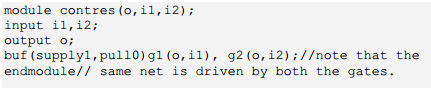 module contres(o,i1,i2);
input i1,i2;
output o;
buf(supply1,pull0)g1(o,i1), g2(o,i2);//note that the
endmodule// same net is driven by both the gates.